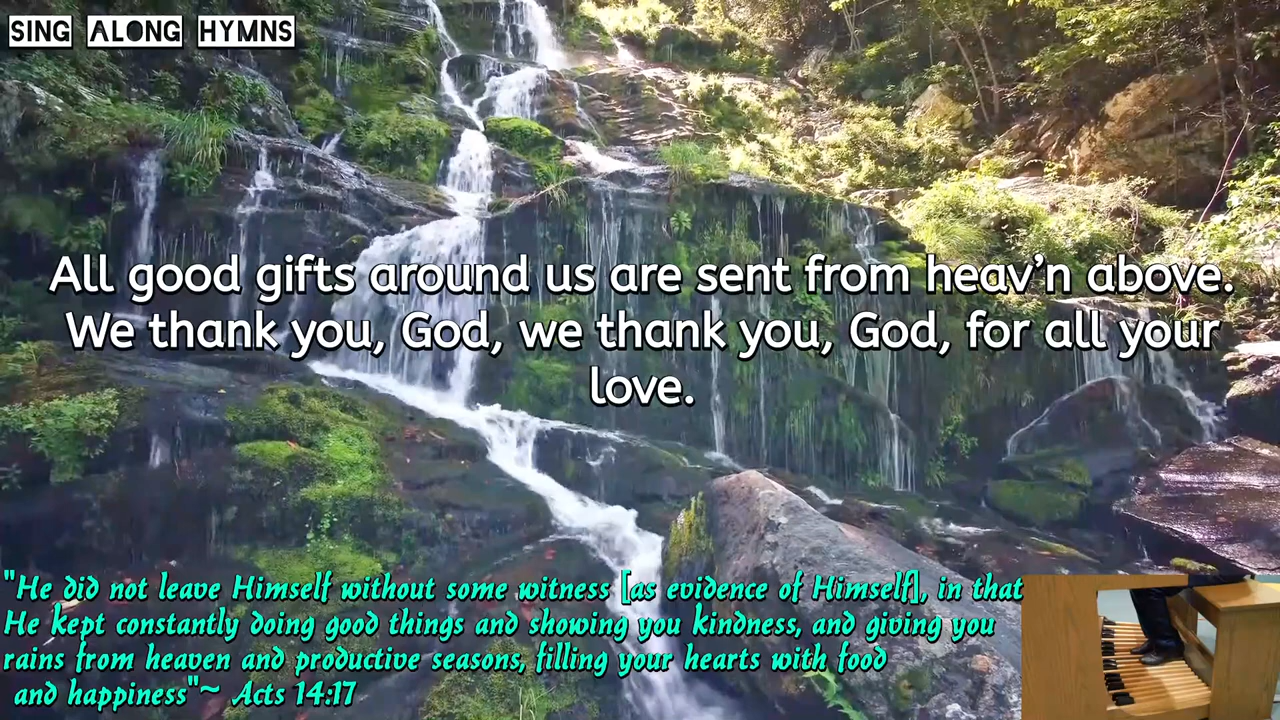 SING ALONG HYMNS
All good gifts around us are sent from heav’n above.
We thank you, God, we thank you, God, for all your
love.
"He did not leave Himself without some witness [as evidence of Himself], in that
He kept constantly doing good things and showing you kindness, and giving you
rains from heaven and productive seasons, filling your hearts with food
and happiness"~ Acts 14:17